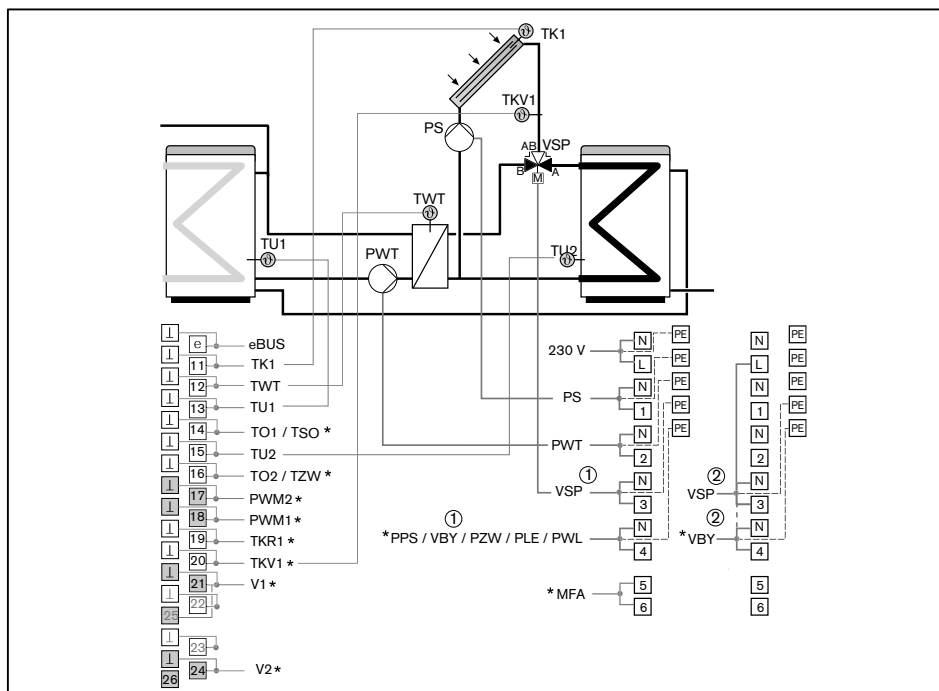 TK1
TKV1
PS
AB VSP
B A
M
TWT
TU1
TU2
PWT
⊥
e eBUS
⊥
11 TK1
⊥
12 TWT
⊥
13 TU1
⊥
14 TO1 / TSO *
⊥
15 TU2
⊥
16 TO2 / TZW *
⊥
17 PWM2*
⊥
18 PWM1*
⊥
19 TKR1*
⊥
20 TKV1*
⊥
21 V1*
⊥
22
25
⊥
23
⊥
24 V2*
26
230 V N PE
L PE
PS N PE
1 PE
PWT N PE
2
① VSP N
3
① N
*PPS / VBY / PZW / PLE / PWL
4
*MFA 5
6
N PE
L PE
N PE
1 PE
N PE
2
② VSP N
3
② *VBY N
4
5
6